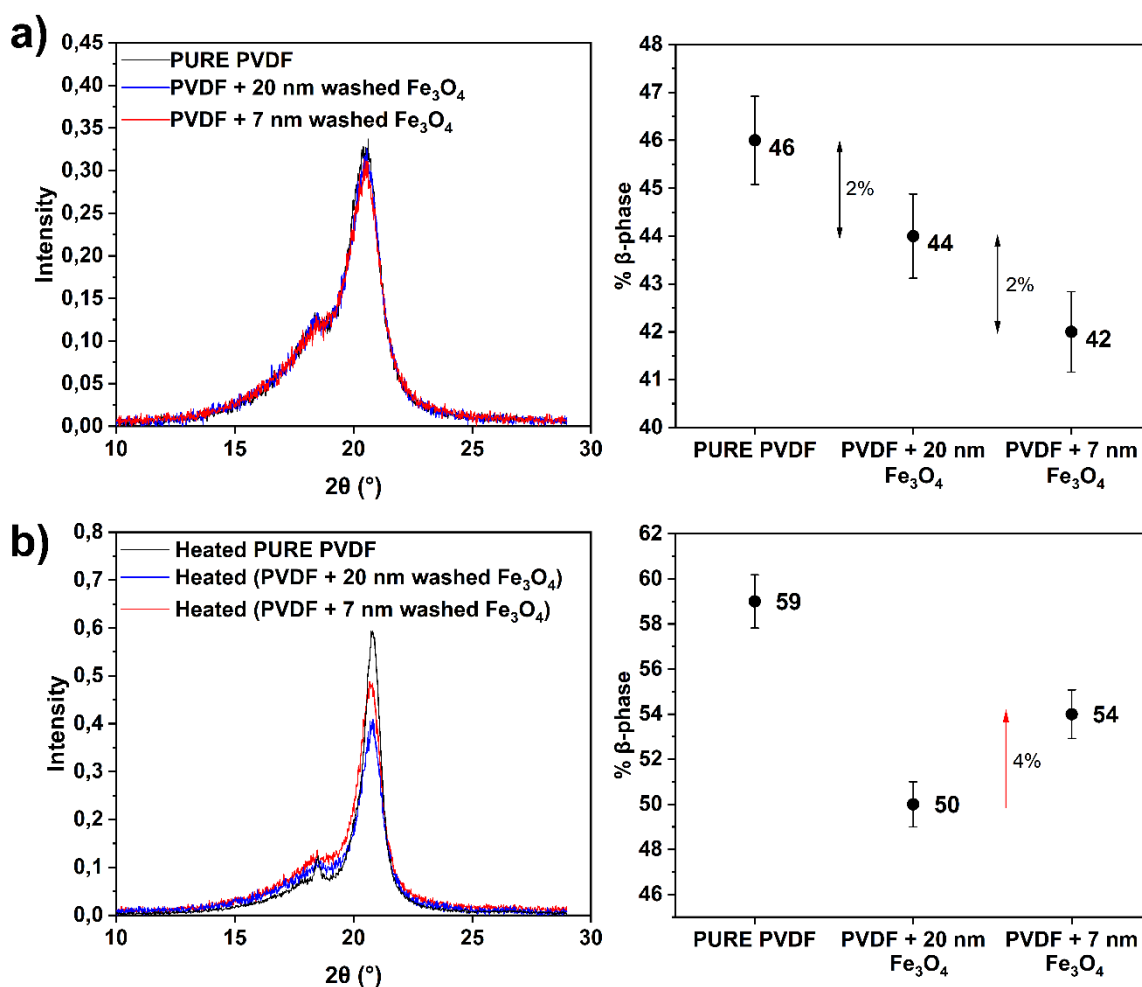 a)
0,45
0,40
0,35
0,30
0,25
0,20
0,15
0,10
0,05
0,00
Intensity
PURE PVDF
PVDF + 20 nm washed Fe₃O₄
PVDF + 7 nm washed Fe₃O₄
10
15
20
25
30
2θ (°)
48
47
46
45
44
43
42
41
40
% β-phase
46
2%
44
2%
42
PURE PVDF
PVDF + 20 nm
Fe₃O₄
PVDF + 7 nm
Fe₃O₄
b)
0,8
0,7
0,6
0,5
0,4
0,3
0,2
0,1
0,0
Intensity
Heated PURE PVDF
Heated (PVDF + 20 nm washed Fe₃O₄)
Heated (PVDF + 7 nm washed Fe₃O₄)
10
15
20
25
30
2θ (°)
62
60
58
56
54
52
50
48
46
% β-phase
59
50
4%
54
PURE PVDF
PVDF + 20 nm
Fe₃O₄
PVDF + 7 nm
Fe₃O₄